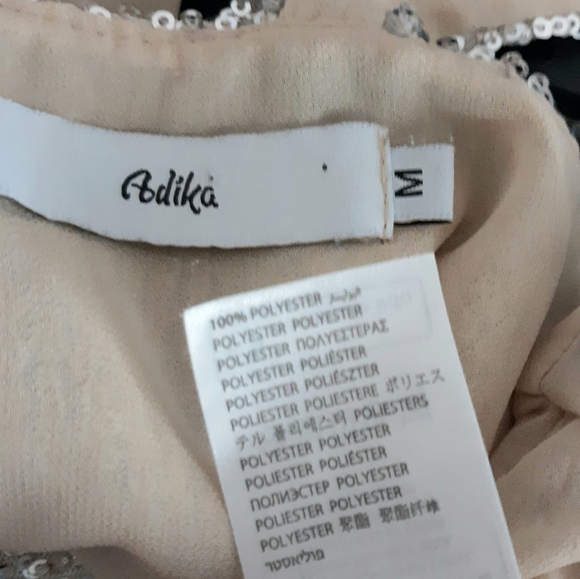 Adika
M
100% POLYESTER بوليستر
POLYESTER POLYESTER
POLYESTER ΠΟΛΥΕΣΤΕΡΑΣ
POLYESTER POLIÉSTER
POLYESTER POLIÉSZTER
POLIESTER POLIESTERE ポリエス
テル 폴리에스터 POLIESTERS
POLYESTER POLYESTER
POLIESTER POLIÉSTER
ПОЛИЭСТЕР POLYESTER
POLIESTER POLYESTER
POLYESTER 聚酯 聚酯纤维
פוליאסטר